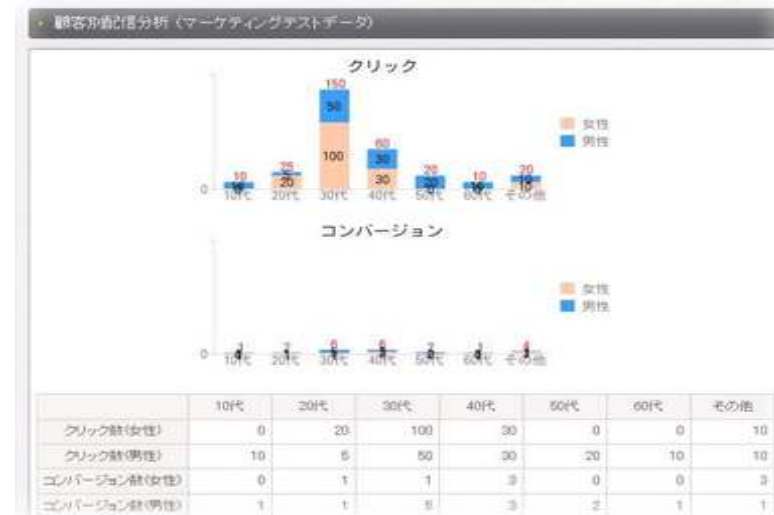 顧客別配信分析（マーケティングテストデータ）
クリック
150
50
100
60
30
30
25
5
20
10
20
10
20
10
10
0
10代 20代 30代 40代 50代 60代 その他
女性
男性
コンバージョン
0
10代 20代 30代 40代 50代 60代 その他
女性
男性
10代 20代 30代 40代 50代 60代 その他
クリック数(女性) 0 20 100 30 0 0 10
クリック数(男性) 10 5 50 30 20 10 10
コンバージョン数(女性) 0 1 1 3 0 0 3
コンバージョン数(男性) 1 1 5 3 2 1 1